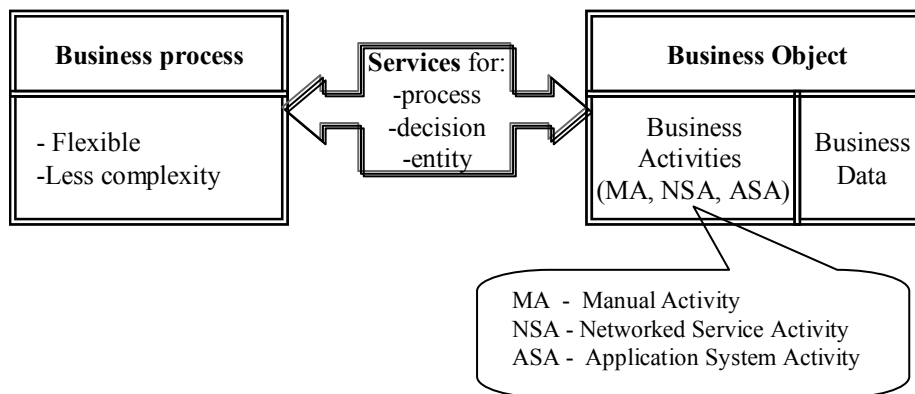 Business process
- Flexible
-Less complexity
Services for:
-process
-decision
-entity
Business Object
Business
Activities
(MA, NSA, ASA)
Business
Data
MA - Manual Activity
NSA - Networked Service Activity
ASA - Application System Activity